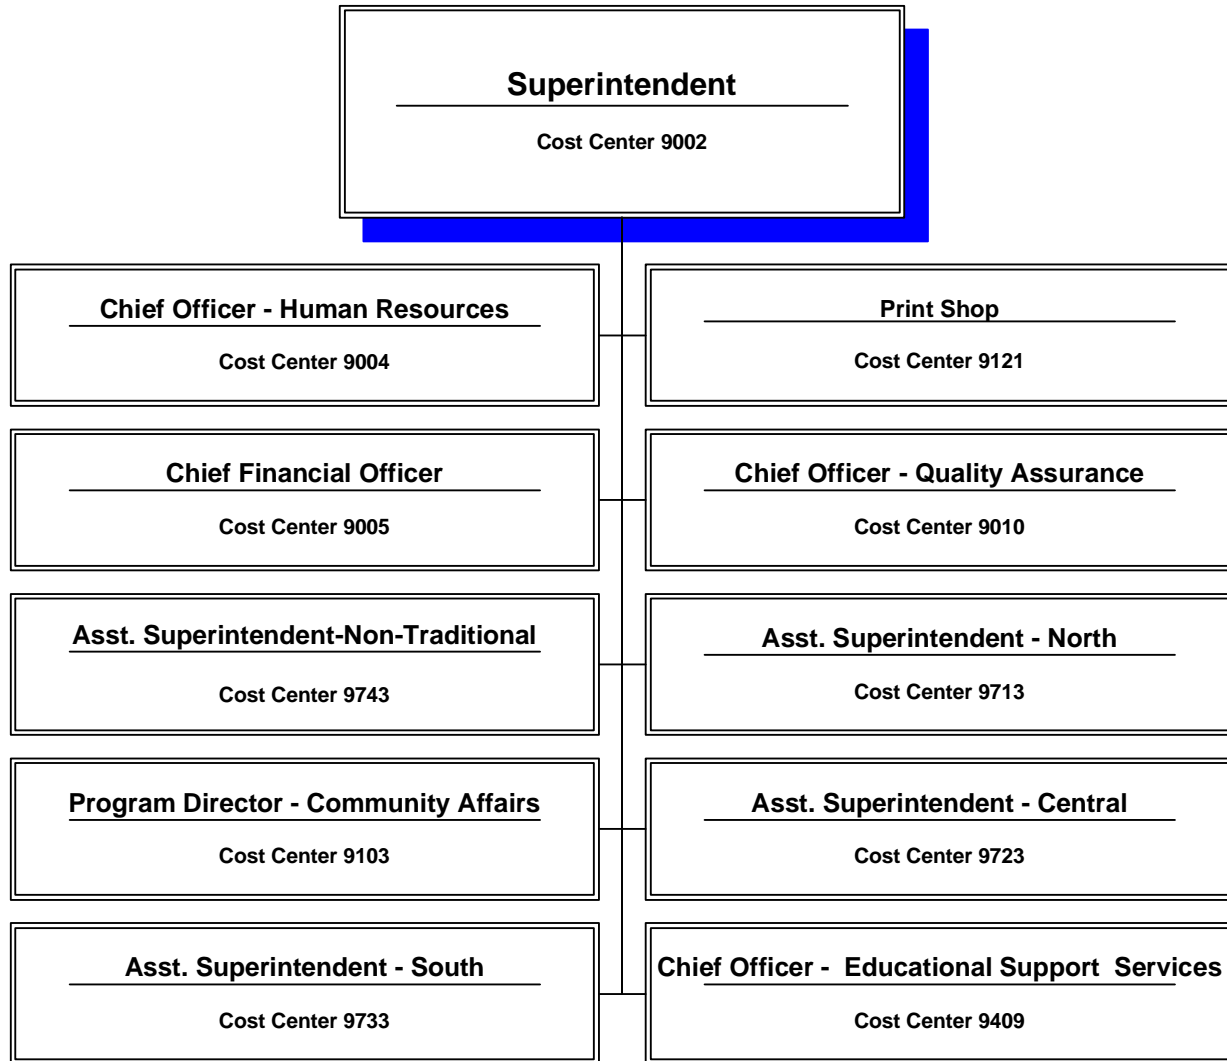 Superintendent
Cost Center 9002
Chief Officer - Human Resources
Cost Center 9004
Print Shop
Cost Center 9121
Chief Financial Officer
Cost Center 9005
Chief Officer - Quality Assurance
Cost Center 9010
Asst. Superintendent-Non-Traditional
Cost Center 9743
Asst. Superintendent - North
Cost Center 9713
Program Director - Community Affairs
Cost Center 9103
Asst. Superintendent - Central
Cost Center 9723
Asst. Superintendent - South
Cost Center 9733
Chief Officer -  Educational Support  Services
Cost Center 9409